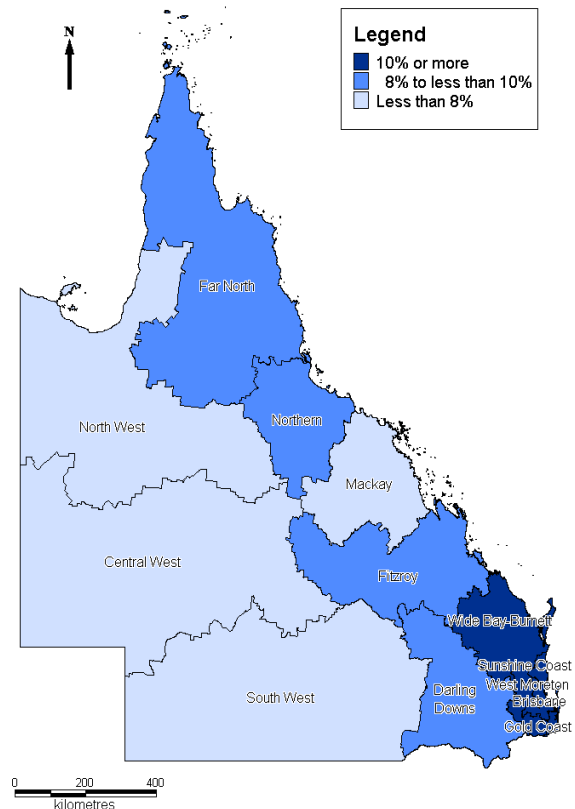 N
Legend
10% or more
8% to less than 10%
Less than 8%
Far North
North West
Northern
Mackay
Central West
Fitzroy
Wide Bay-Burnett
Sunshine Coast
West Moreton
South West
Darling
Downs
Brisbane
Gold Coast
0 200 400
kilometres